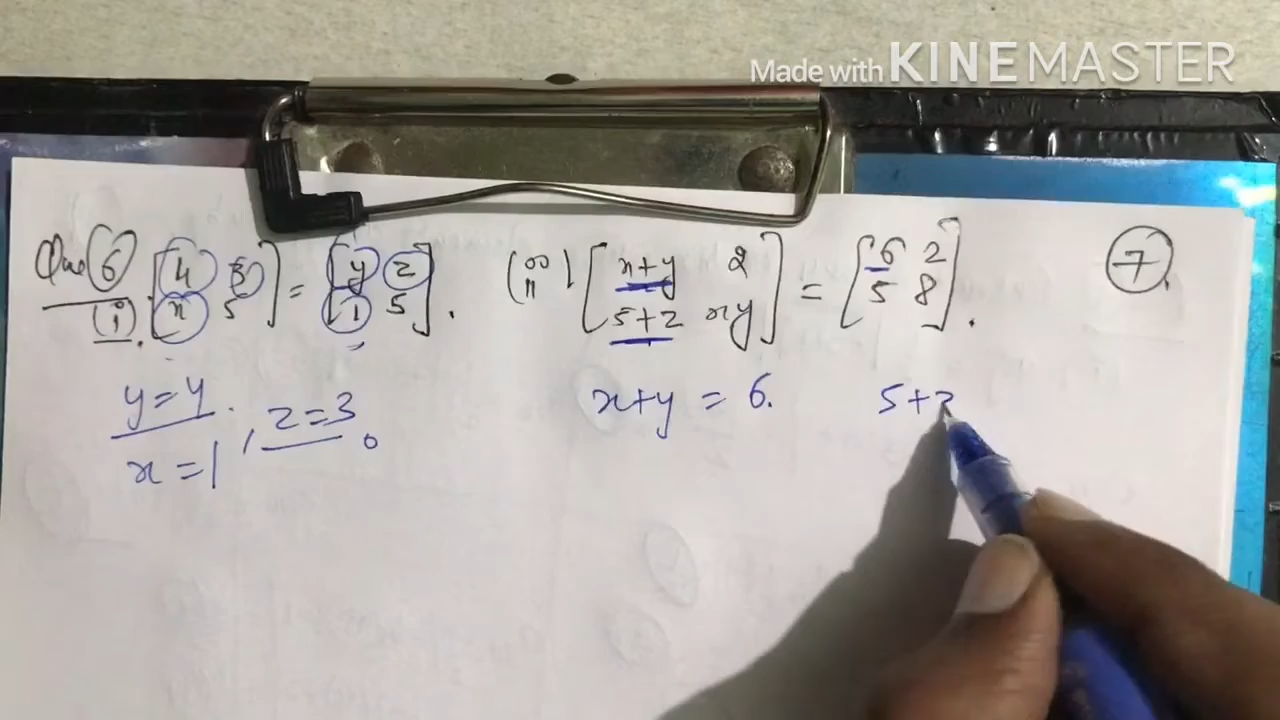 Made with KINEMASTER
Que 6 (i). [4 3] = [y z] (ii) [x+y 2] = [6 2] 7.
[x 5] [1 5]. [5+z xy] [5 8].
y=4. , z=3. x+y = 6. 5+z
x=1